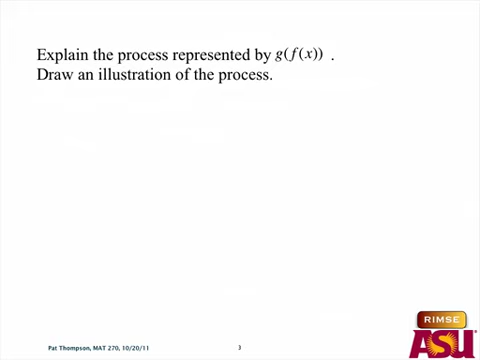 Explain the process represented by g(f(x)) .
Draw an illustration of the process.
RIMSE
ASU
Pat Thompson, MAT 270, 10/20/11
3